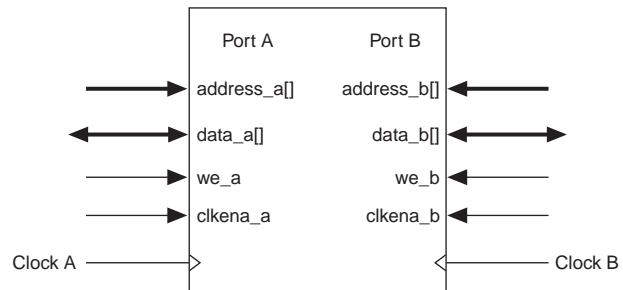 Port A Port B
address_a[] address_b[]
data_a[] data_b[]
we_a we_b
clkena_a clkena_b
Clock A Clock B